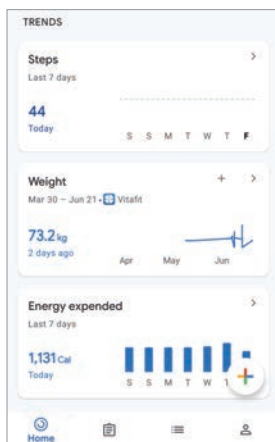 TRENDS
Steps
Last 7 days
44
Today
S S M T W T F
Weight
Mar 30 – Jun 21 • Vitafit
73.2 kg
2 days ago
Apr May Jun
Energy expended
Last 7 days
1,131 Cal
Today
S S M T W T
Home